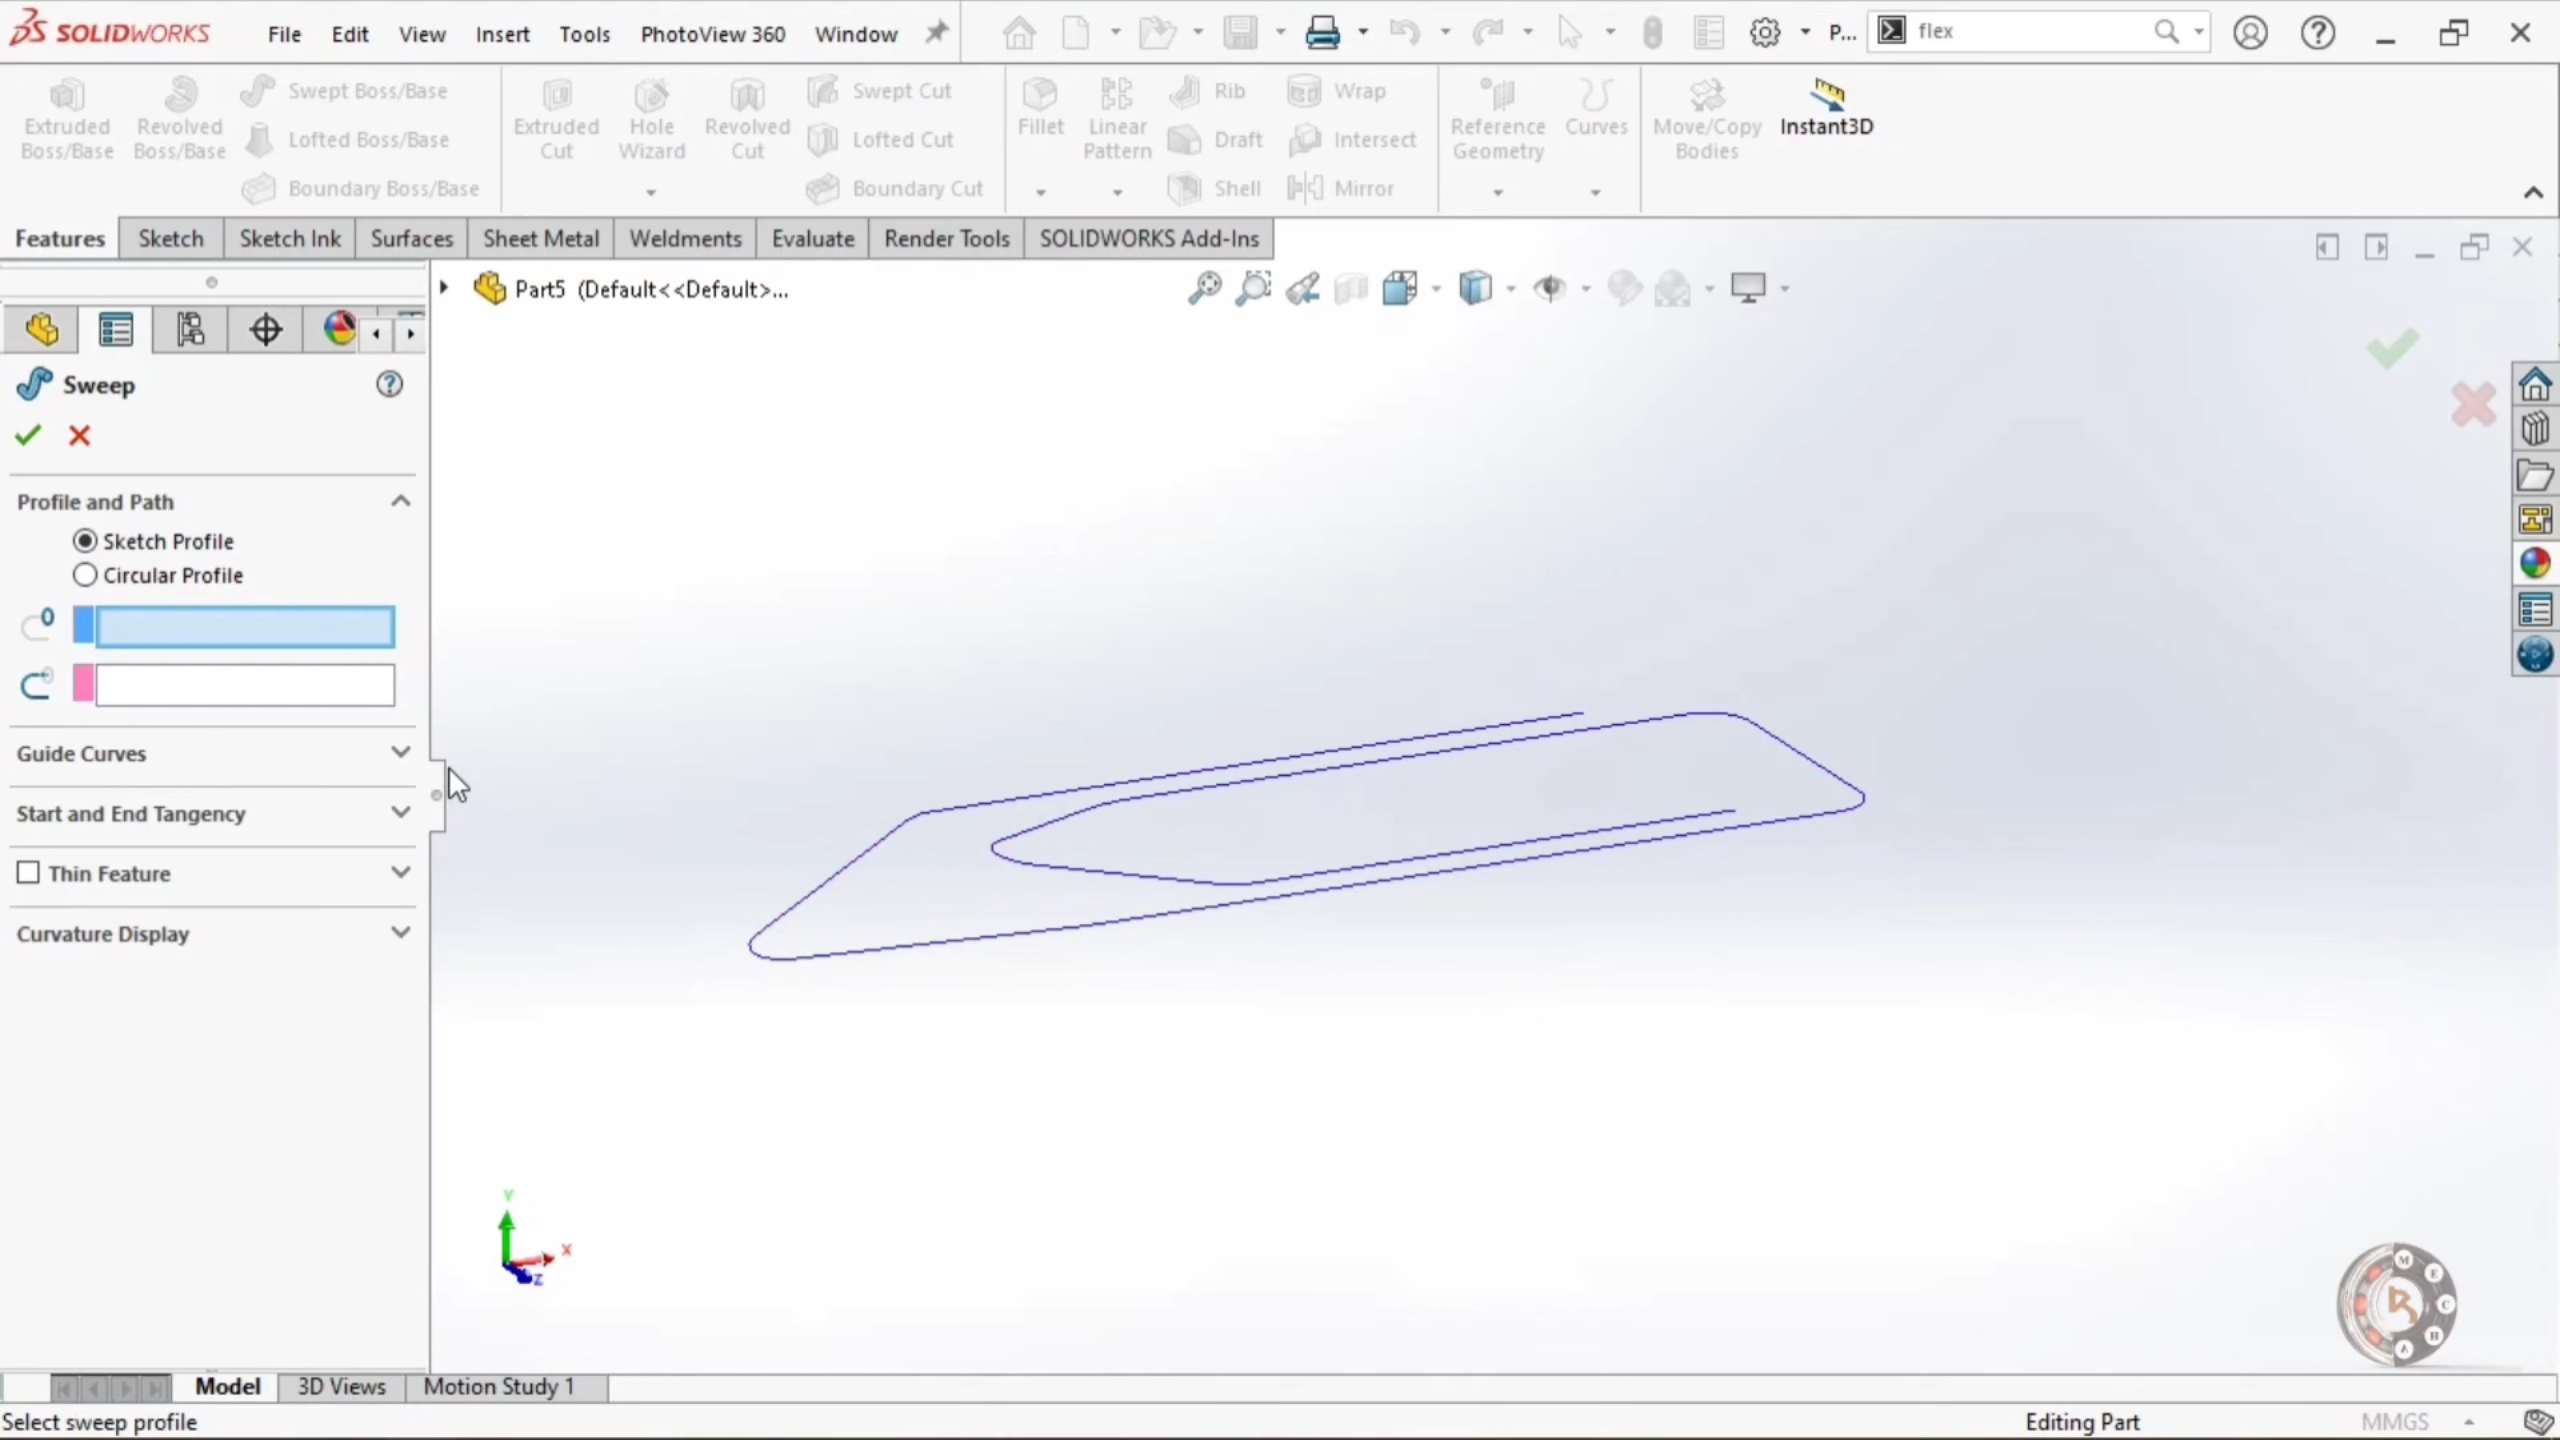 SOLIDWORKS File Edit View Insert Tools PhotoView 360 Window P... flex
Extruded Boss/Base
Revolved Boss/Base
Swept Boss/Base
Lofted Boss/Base
Boundary Boss/Base
Extruded Cut
Hole Wizard
Revolved Cut
Swept Cut
Lofted Cut
Boundary Cut
Fillet
Linear Pattern
Rib
Draft
Shell
Wrap
Intersect
Mirror
Reference Geometry
Curves
Move/Copy Bodies
Instant3D
Features Sketch Sketch Ink Surfaces Sheet Metal Weldments Evaluate Render Tools SOLIDWORKS Add-Ins
Part5 (Default<<Default>...
Sweep
Profile and Path
Sketch Profile
Circular Profile
Guide Curves
Start and End Tangency
Thin Feature
Curvature Display
Y
X
Z
M
E
C
H
A
Model 3D Views Motion Study 1
Select sweep profile Editing Part MMGS